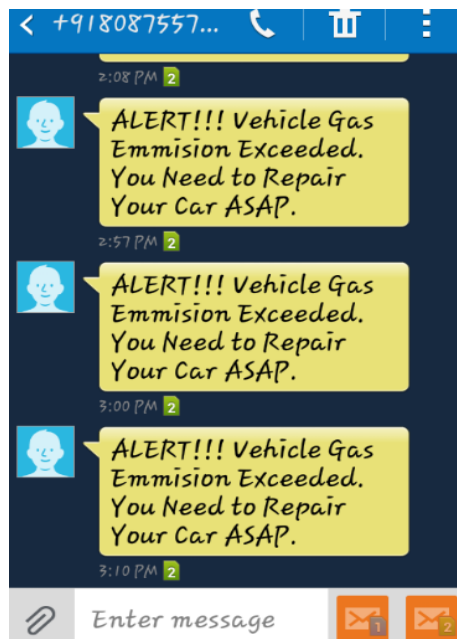 +918087557...
2:08 PM 2
ALERT!!! Vehicle Gas
Emmision Exceeded.
You Need to Repair
Your Car ASAP.
2:57 PM 2
ALERT!!! Vehicle Gas
Emmision Exceeded.
You Need to Repair
Your Car ASAP.
3:00 PM 2
ALERT!!! Vehicle Gas
Emmision Exceeded.
You Need to Repair
Your Car ASAP.
3:10 PM 2
Enter message 1 2